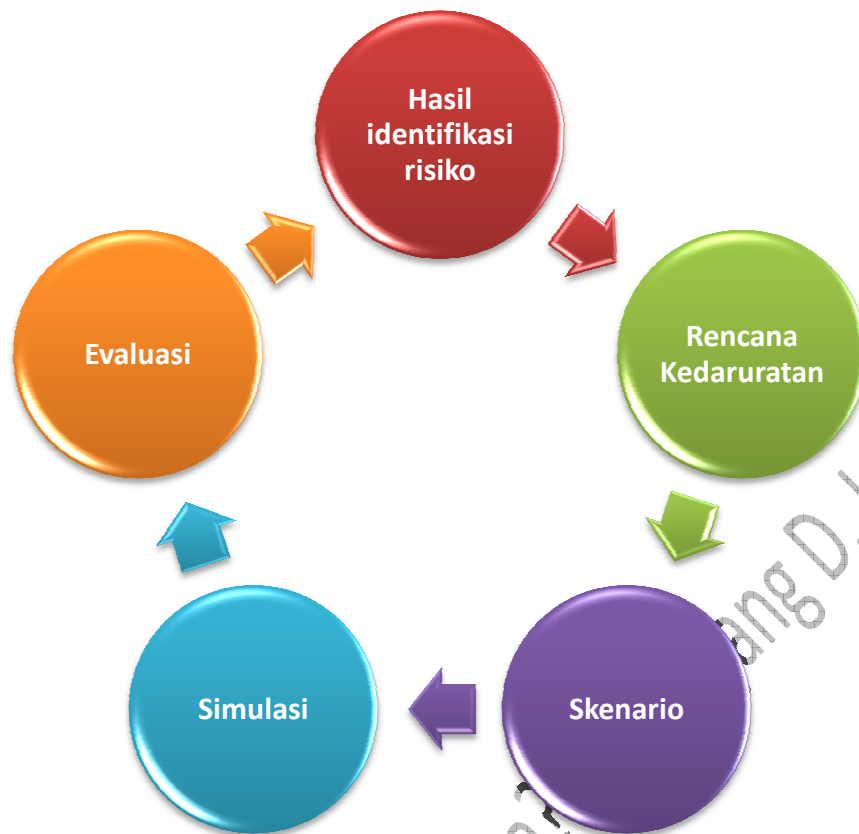 Hasil
identifikasi
risiko
Rencana
Kedaruratan
Skenario
Simulasi
Evaluasi